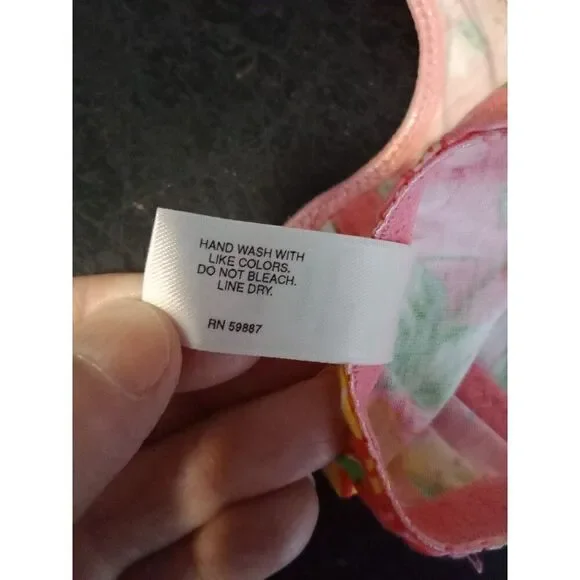 HAND WASH WITH
LIKE COLORS.
DO NOT BLEACH.
LINE DRY.
RN 59887